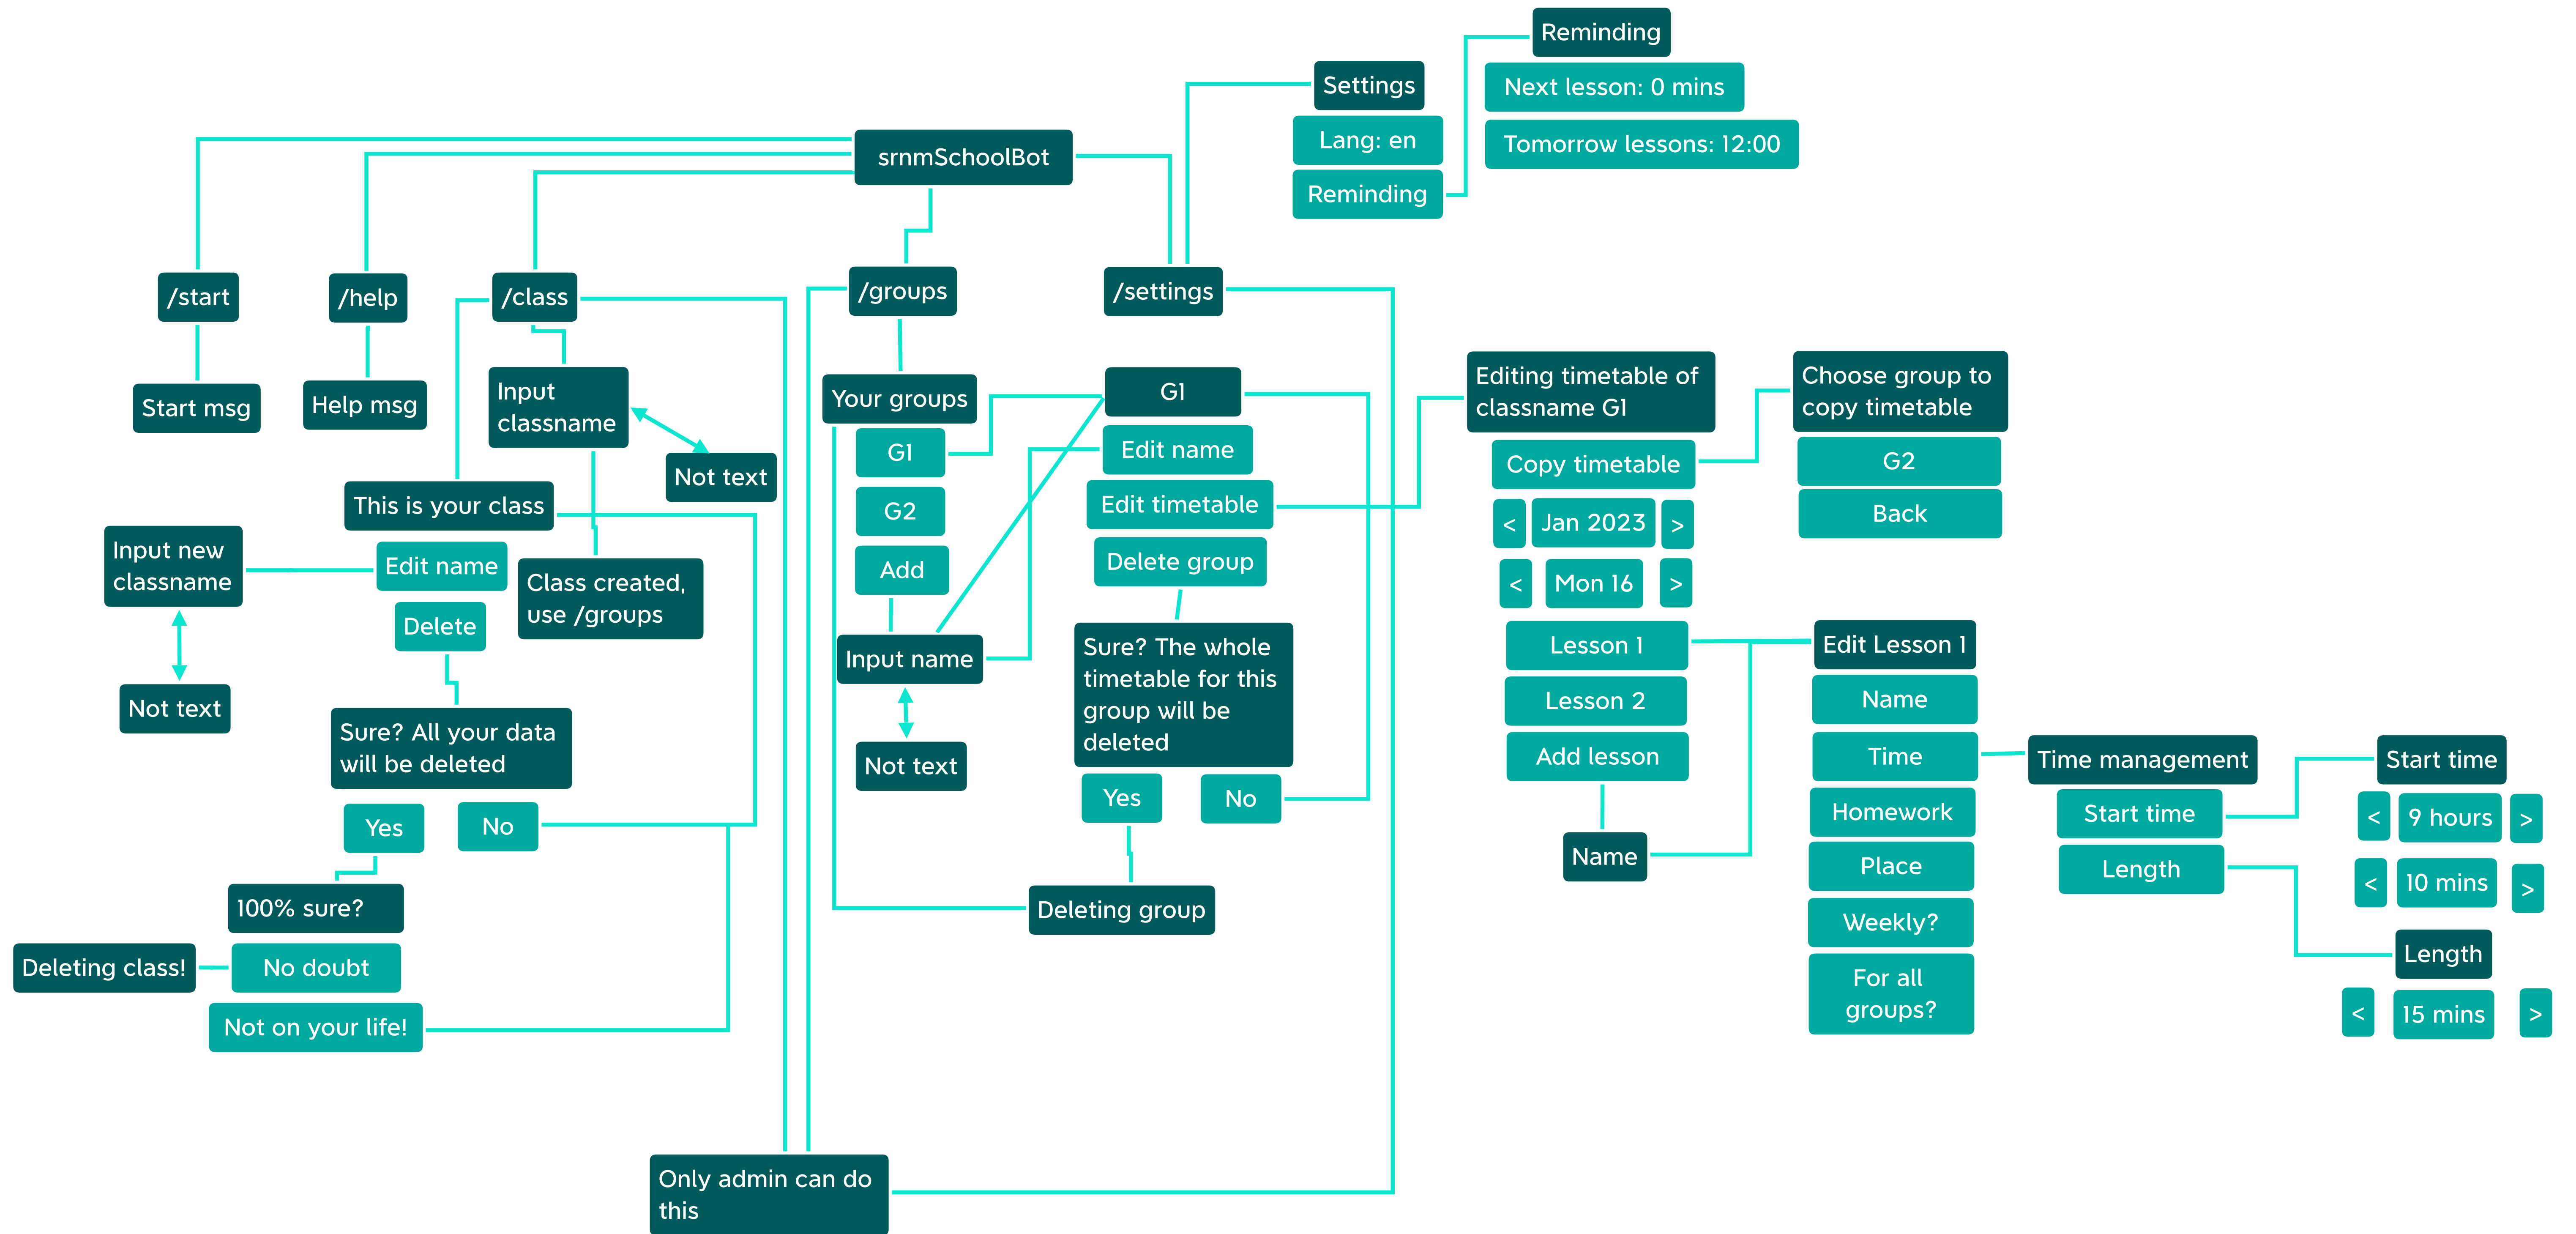 Reminding
Next lesson: 0 mins
Tomorrow lessons: 12:00
Settings
Lang: en
Reminding
srnmSchoolBot
/start
/help
/class
/groups
/settings
Start msg
Help msg
Input
classname
Not text
This is your class
Edit name
Delete
Input new
classname
Not text
Class created,
use /groups
Sure? All your data
will be deleted
Yes
No
100% sure?
No doubt
Not on your life!
Deleting class!
Your groups
G1
G2
Add
Input name
Not text
G1
Edit name
Edit timetable
Delete group
Sure? The whole
timetable for this
group will be
deleted
Yes
No
Deleting group
Only admin can do
this
Editing timetable of
classname G1
Copy timetable
< Jan 2023 >
< Mon 16 >
Lesson 1
Lesson 2
Add lesson
Name
Choose group to
copy timetable
G2
Back
Edit Lesson 1
Name
Time
Homework
Place
Weekly?
For all
groups?
Time management
Start time
Length
Start time
< 9 hours >
< 10 mins >
Length
< 15 mins >